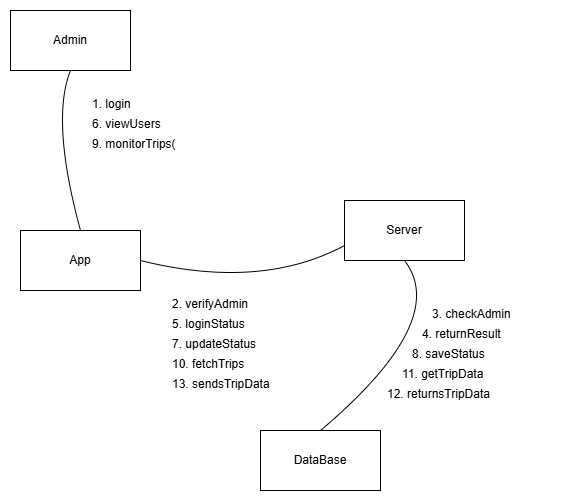 Admin
1. login
6. viewUsers
9. monitorTrips(
App
Server
2. verifyAdmin
5. loginStatus
7. updateStatus
10. fetchTrips
13. sendsTripData
3. checkAdmin
4. returnResult
8. saveStatus
11. getTripData
12. returnsTripData
DataBase